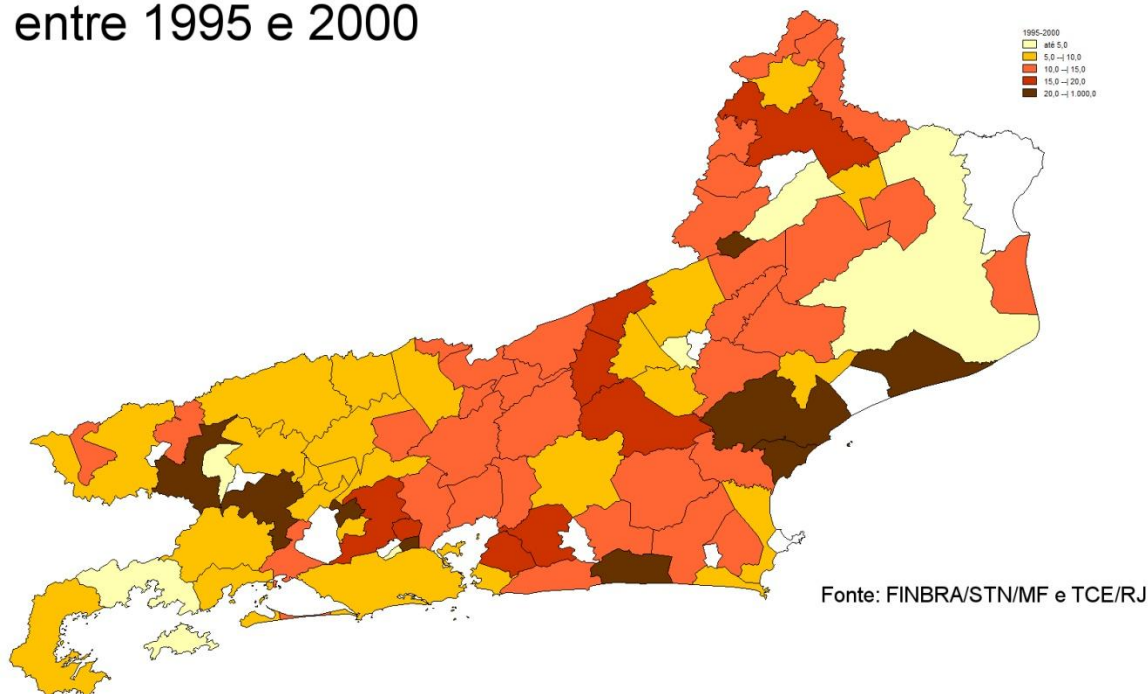 entre 1995 e 2000
1995-2000
até 5,0
5,0 --| 10,0
10,0 --| 15,0
15,0 --| 20,0
20,0 --| 1.000,0
Fonte: FINBRA/STN/MF e TCE/RJ